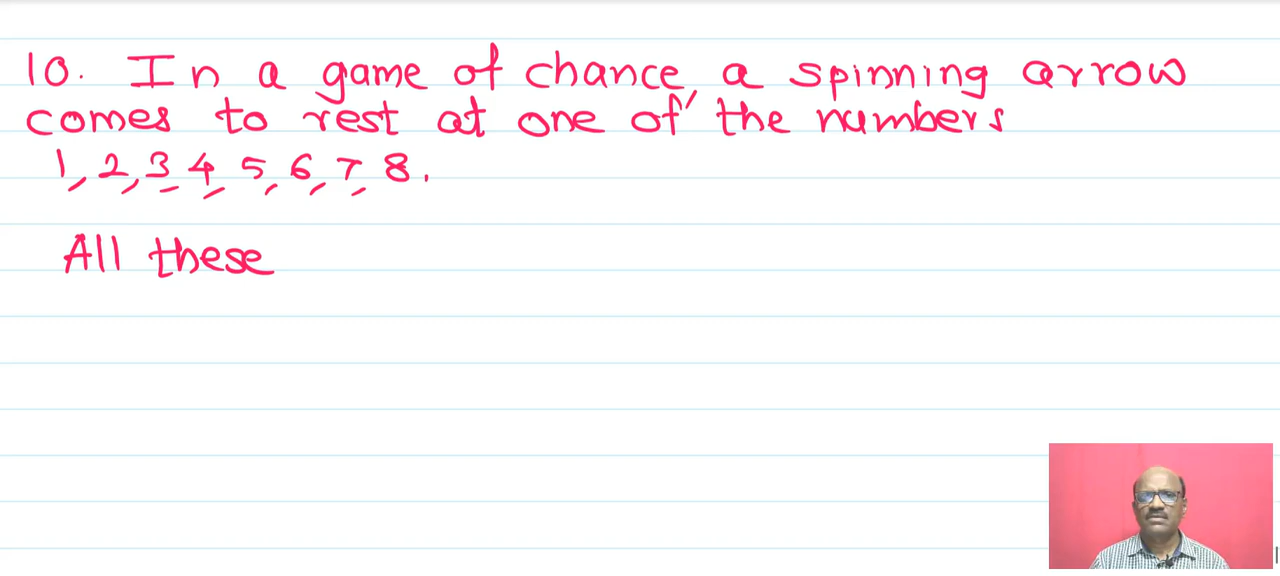 10. In a game of chance, a spinning arrow
comes to rest at one of the numbers
1, 2, 3, 4, 5, 6, 7, 8.
All these